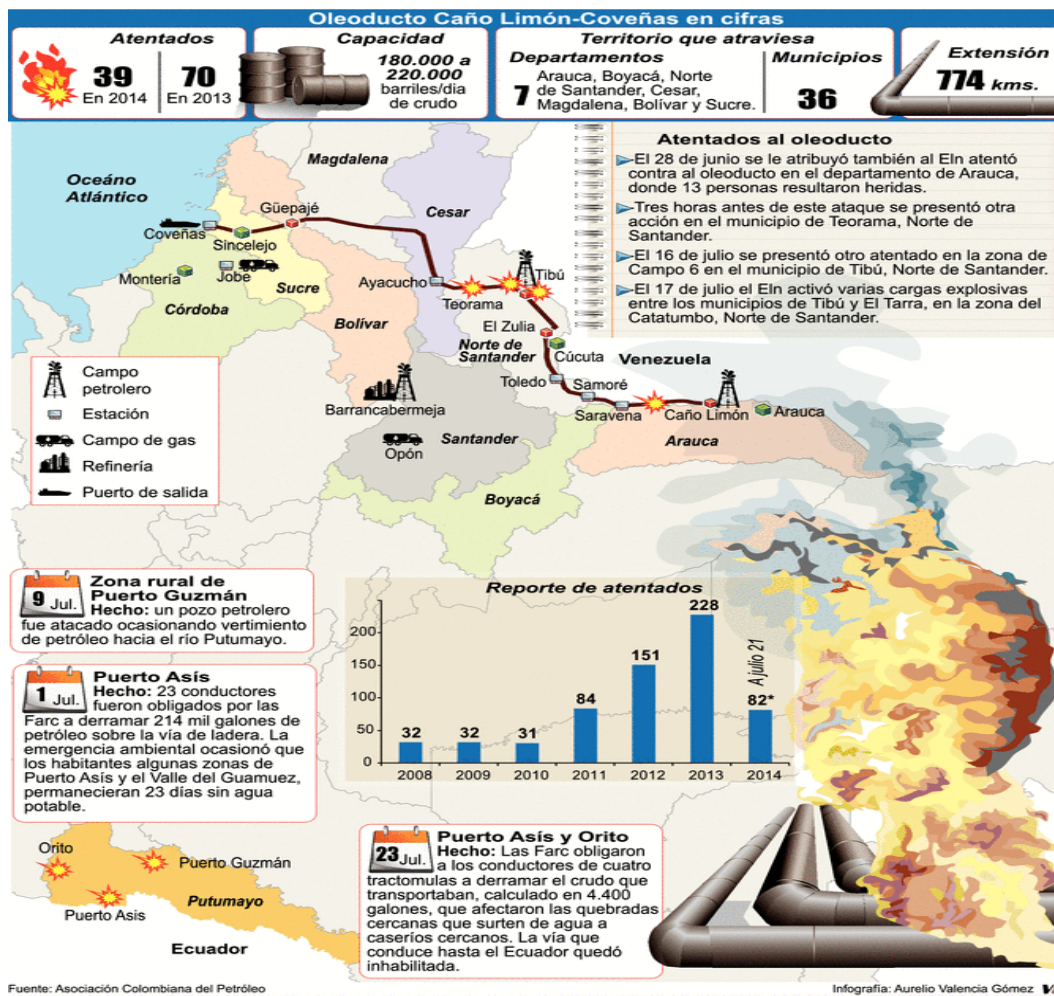 Oleoducto Caño Limón-Coveñas en cifras
Atentados
39
En 2014
70
En 2013
Capacidad
180.000 a
220.000
barriles/dia
de crudo
Territorio que atraviesa
Departamentos
7
Arauca, Boyacá, Norte
de Santander, Cesar,
Magdalena, Bolívar y Sucre.
Municipios
36
Extensión
774 kms.
Atentados al oleoducto
El 28 de junio se le atribuyó también al Eln atentó
contra al oleoducto en el departamento de Arauca,
donde 13 personas resultaron heridas.
Tres horas antes de este ataque se presentó otra
acción en el municipio de Teorama, Norte de
Santander.
El 16 de julio se presentó otro atentado en la zona de
Campo 6 en el municipio de Tibú, Norte de Santander.
El 17 de julio el Eln activó varias cargas explosivas
entre los municipios de Tibú y El Tarra, en la zona del
Catatumbo, Norte de Santander.
Oceáno
Atlántico
Magdalena
Güepajé
Cesar
Coveñas
Sincelejo
Montería
Jobe
Sucre
Ayacucho
Tibú
Teorama
Córdoba
Bolívar
El Zulia
Norte de
Santander
Cúcuta
Venezuela
Toledo
Samoré
Saravena
Caño Limón
Arauca
Arauca
Barrancabermeja
Santander
Opón
Boyacá
Campo
petrolero
Estación
Campo de gas
Refinería
Puerto de salida
9 Jul.
Zona rural de
Puerto Guzmán
Hecho: un pozo petrolero
fue atacado ocasionando vertimiento
de petróleo hacia el río Putumayo.
1 Jul.
Puerto Asís
Hecho: 23 conductores
fueron obligados por las
Farc a derramar 214 mil galones de
petróleo sobre la vía de ladera. La
emergencia ambiental ocasionó que
los habitantes algunas zonas de
Puerto Asís y el Valle del Guamuez,
permanecieran 23 días sin agua
potable.
Reporte de atentados
200
150
100
50
0
32
32
31
84
151
228
82*
A julio 21
2008
2009
2010
2011
2012
2013
2014
Orito
Puerto Guzmán
Puerto Asis
Putumayo
Ecuador
23 Jul.
Puerto Asís y Orito
Hecho: Las Farc obligaron
a los conductores de cuatro
tractomulas a derramar el crudo que
transportaban, calculado en 4.400
galones, que afectaron las quebradas
cercanas que surten de agua a
caseríos cercanos. La vía que
conduce hasta el Ecuador quedó
inhabilitada.
Fuente: Asociación Colombiana del Petróleo
Infografía: Aurelio Valencia Gómez